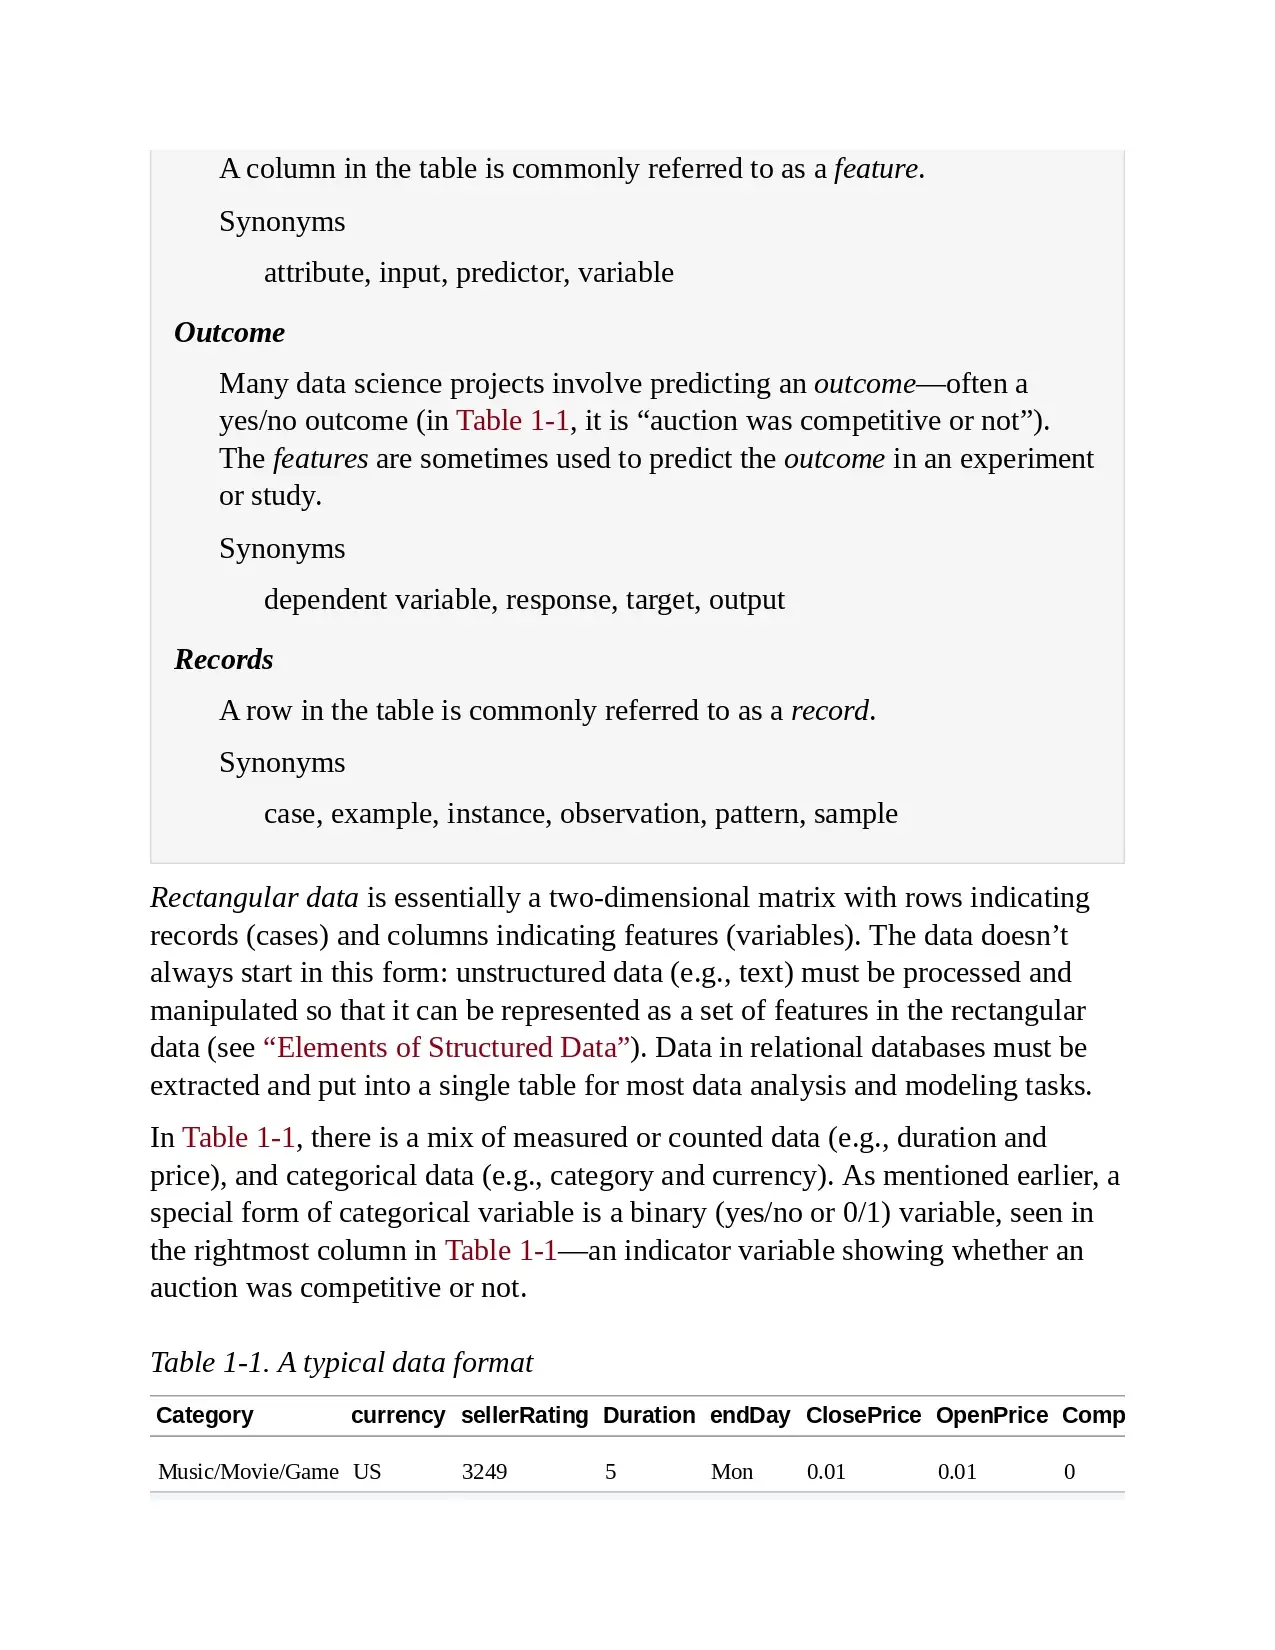 A column in the table is commonly referred to as a feature.
Synonyms
attribute, input, predictor, variable
Outcome
Many data science projects involve predicting an outcome—often a
yes/no outcome (in Table 1-1, it is “auction was competitive or not”).
The features are sometimes used to predict the outcome in an experiment
or study.
Synonyms
dependent variable, response, target, output
Records
A row in the table is commonly referred to as a record.
Synonyms
case, example, instance, observation, pattern, sample
Rectangular data is essentially a two-dimensional matrix with rows indicating
records (cases) and columns indicating features (variables). The data doesn’t
always start in this form: unstructured data (e.g., text) must be processed and
manipulated so that it can be represented as a set of features in the rectangular
data (see “Elements of Structured Data”). Data in relational databases must be
extracted and put into a single table for most data analysis and modeling tasks.
In Table 1-1, there is a mix of measured or counted data (e.g., duration and
price), and categorical data (e.g., category and currency). As mentioned earlier, a
special form of categorical variable is a binary (yes/no or 0/1) variable, seen in
the rightmost column in Table 1-1—an indicator variable showing whether an
auction was competitive or not.
Table 1-1. A typical data format
Category currency sellerRating Duration endDay ClosePrice OpenPrice Comp
Music/Movie/Game US 3249 5 Mon 0.01 0.01 0